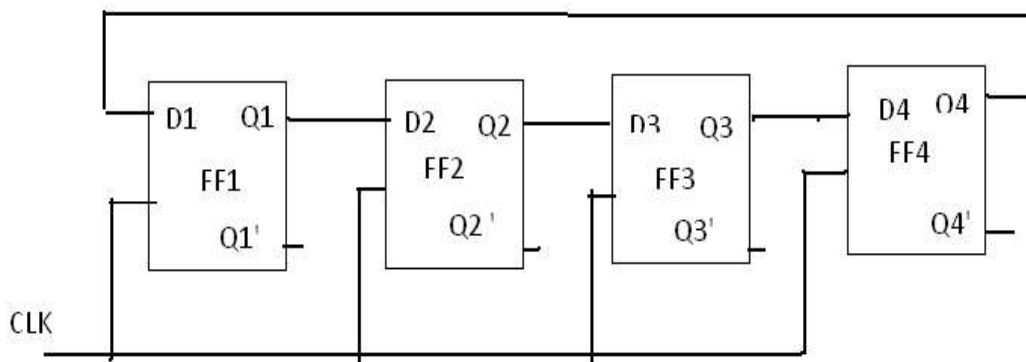 D1 Q1
FF1
Q1'
D2 Q2
FF2
Q2'
D3 Q3
FF3
Q3'
D4 Q4
FF4
Q4'
CLK